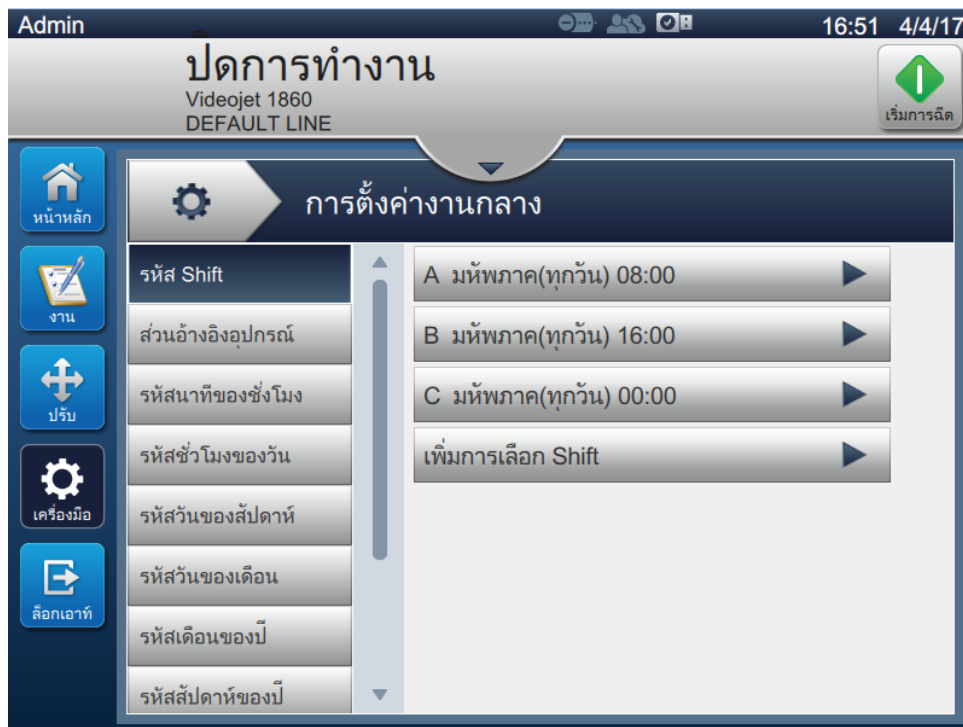 Admin
16:51 4/4/17
ปิดการทำงาน
Videojet 1860
DEFAULT LINE
เริ่มการฉีด
หน้าหลัก
งาน
ปรับ
เครื่องมือ
ล็อกเอาท์
การตั้งค่างานกลาง
รหัส Shift
ส่วนอ้างอิงอุปกรณ์
รหัสนาทีของชั่งโมง
รหัสชั่วโมงของวัน
รหัสวันของสัปดาห์
รหัสวันของเดือน
รหัสเดือนของปี
รหัสสัปดาห์ของปี
A มหัพภาค(ทุกวัน) 08:00
B มหัพภาค(ทุกวัน) 16:00
C มหัพภาค(ทุกวัน) 00:00
เพิ่มการเลือก Shift